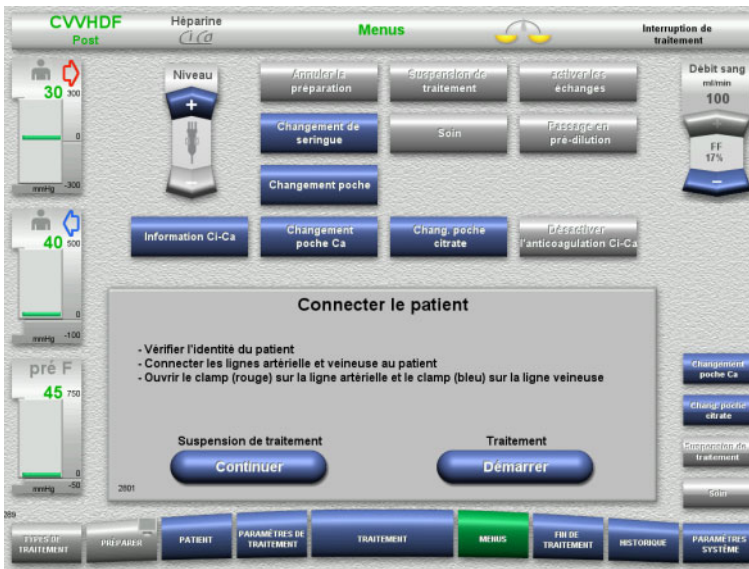 CVVHDF
Post
Héparine
Ci Ca
Menus
Interruption de
traitement
30
300
0
mmHg -300
Niveau
+
Annuler la
préparation
Suspension de
traitement
activer les
échanges
Changement de
seringue
Soin
Passage en
pré-dilution
Changement poche
Débit sang
ml/min
100
FF
17%
40
500
0
mmHg -100
Information Ci-Ca
Changement
poche Ca
Chang. poche
citrate
Désactiver
l'anticoagulation Ci-Ca
Connecter le patient
- Vérifier l'identité du patient
- Connecter les lignes artérielle et veineuse au patient
- Ouvrir le clamp (rouge) sur la ligne artérielle et le clamp (bleu) sur la ligne veineuse
Suspension de traitement
Continuer
Traitement
Démarrer
2801
pré F
45
750
0
mmHg -50
Changement
poche Ca
Chang. poche
citrate
Suspension de
traitement
Soin
289
TYPES DE
TRAITEMENT
PRÉPARER
PATIENT
PARAMÈTRES DE
TRAITEMENT
TRAITEMENT
MENUS
FIN DE
TRAITEMENT
HISTORIQUE
PARAMÈTRES
SYSTÈME